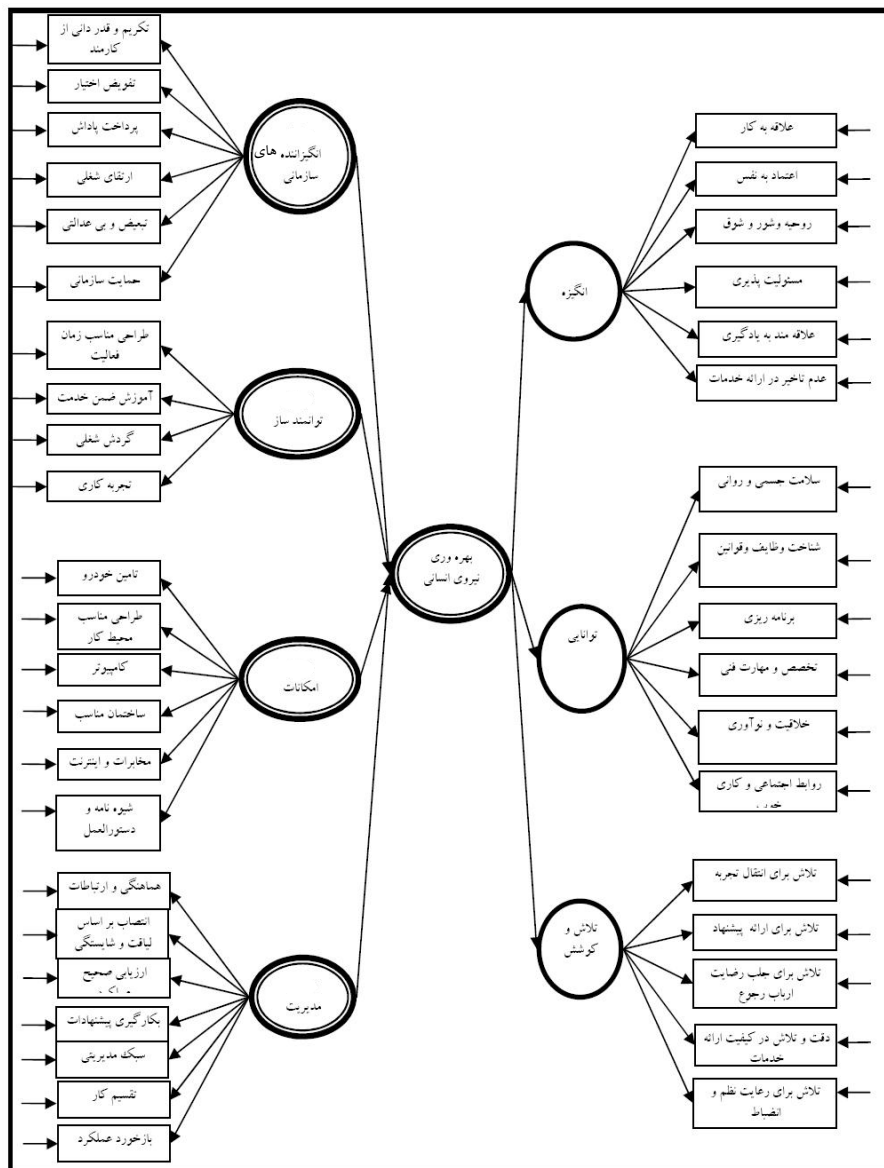 تکریم و قدر دانی از
کارمند
تفویض اختیار
پرداخت پاداش
ارتقای شغلی
تبعیض و بی عدالتی
حمایت سازمانی
انگیزاننده های
سازمانی
علاقه به کار
اعتماد به نفس
روحیه وشور و شوق
مسئولیت پذیری
علاقه مند به یادگیری
عدم تاخیر در ارائه خدمات
انگیزه
طراحی مناسب زمان
فعالیت
آموزش ضمن خدمت
گردش شغلی
تجربه کاری
توانمند ساز
بهره وری
نیروی انسانی
سلامت جسمی و روانی
شناخت وظایف وقوانین
برنامه ریزی
تخصص و مهارت فنی
خلاقیت و نوآوری
روابط اجتماعی و کاری
توانایی
تامین خودرو
طراحی مناسب
محیط کار
کامپیوتر
ساختمان مناسب
مخابرات و اینترنت
شیوه نامه و
دستورالعمل
امکانات
تلاش برای انتقال تجربه
تلاش برای ارائه پیشنهاد
تلاش برای جلب رضایت
ارباب رجوع
دقت و تلاش در کیفیت ارائه
خدمات
تلاش برای رعایت نظم و
انضباط
تلاش و
کوشش
هماهنگی و ارتباطات
انتصاب بر اساس
لیاقت و شایستگی
ارزیابی صحیح
بکارگیری پیشنهادات
سبک مدیریتی
تقسیم کار
بازخورد عملکرد
مدیریت